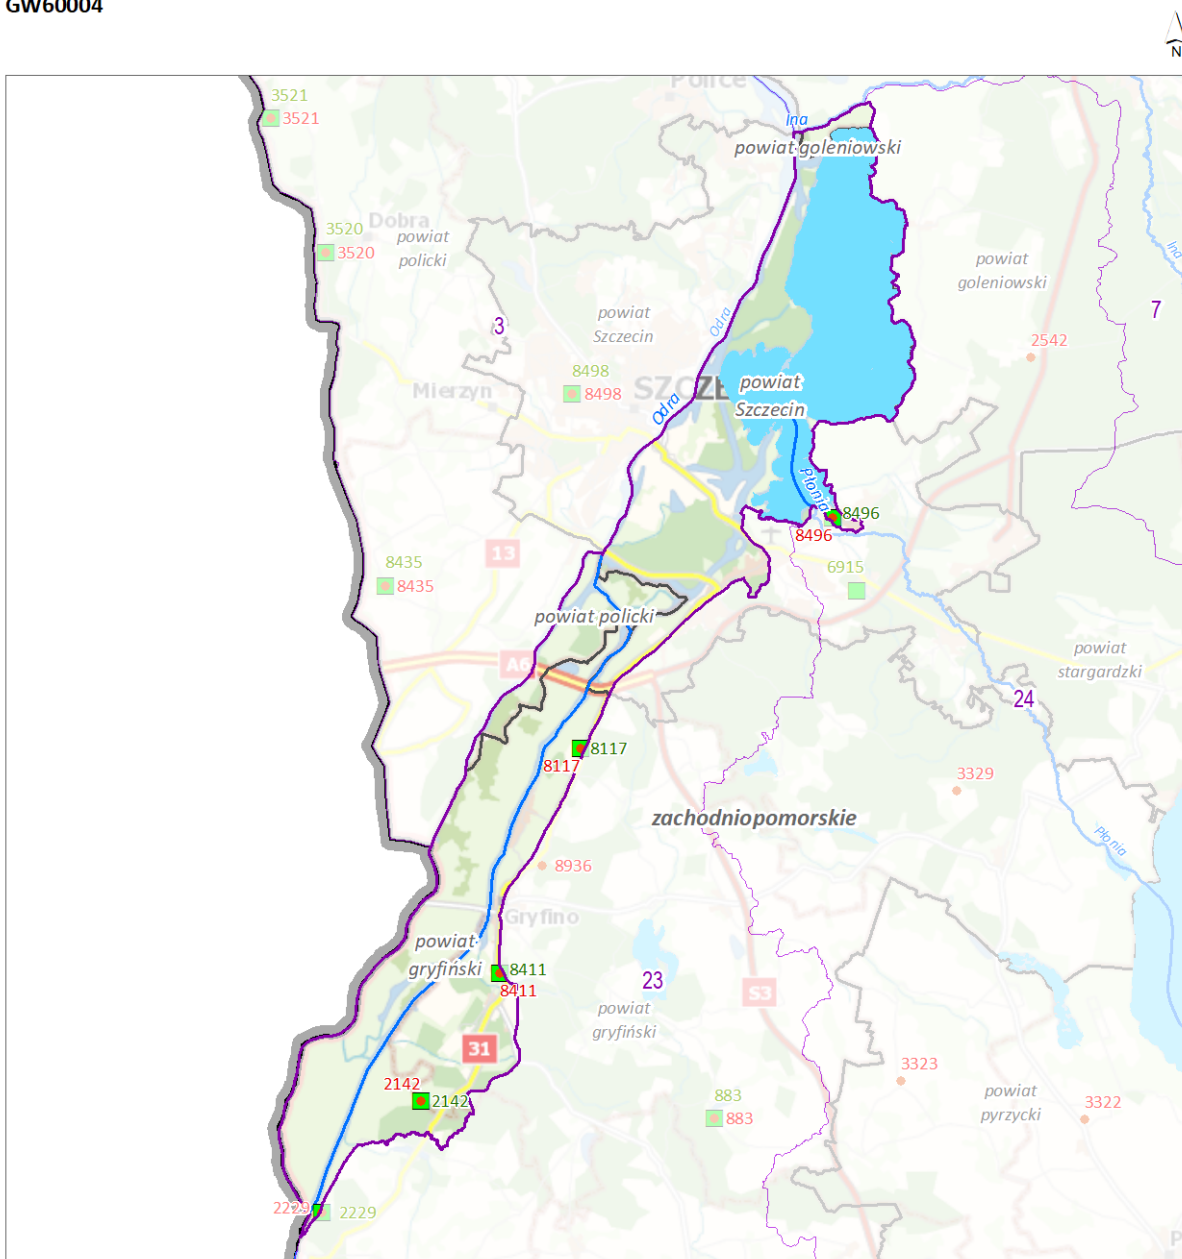 GW60004
N
Police
3521
3521
Ina
powiat goleniowski
Dobra
3520
3520
powiat
policki
powiat
goleniowski
Ina
7
3
powiat
Szczecin
Odra
2542
8498
8498
Mierzyn
SZCZE
powiat
Szczecin
Odra
Płonia
8496
8496
13
8435
8435
6915
powiat policki
powiat
stargardzki
A6
24
8117
8117
3329
zachodniopomorskie
Płonia
8936
Gryfino
powiat
gryfiński
8411
8411
23
S3
powiat
gryfiński
31
2142
2142
3323
883
883
powiat
pyrzycki
3322
2229
2229
P